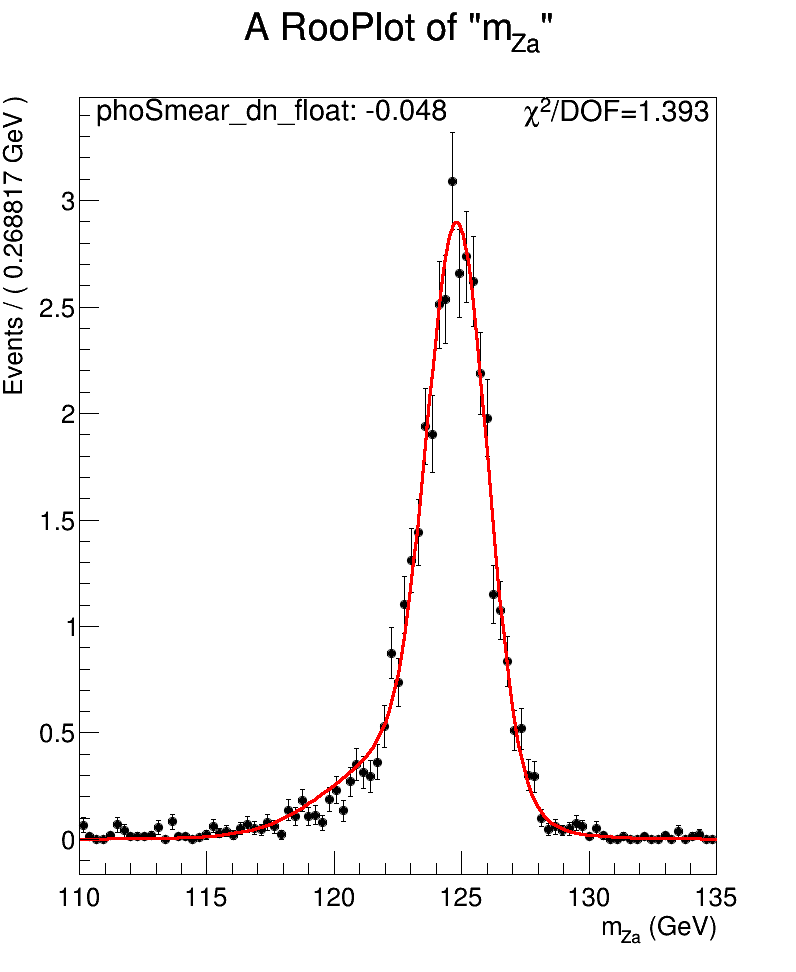 A RooPlot of "m_Za"
phoSmear_dn_float: -0.048
χ²/DOF=1.393
Events / ( 0.268817 GeV )
3
2.5
2
1.5
1
0.5
0
110 115 120 125 130 135
m_Za (GeV)